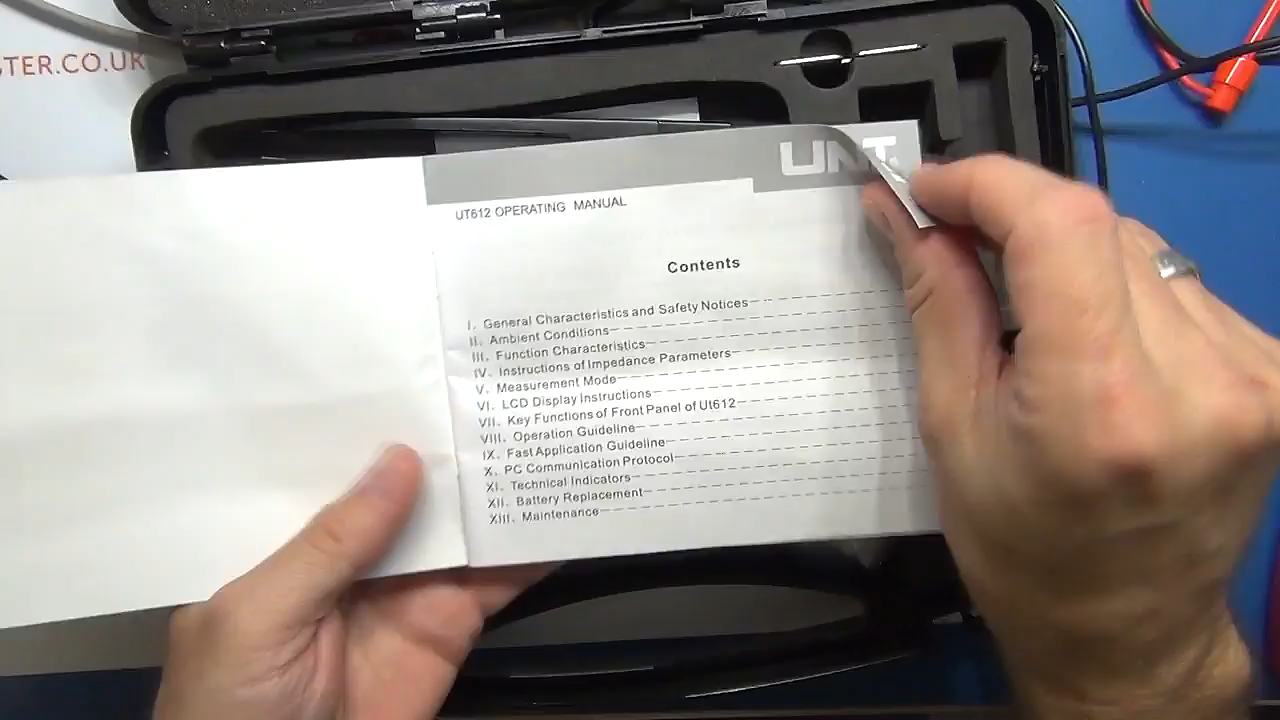 STER.CO.UK
UNI-T
UT612 OPERATING MANUAL
Contents
I. General Characteristics and Safety Notices
II. Ambient Conditions
III. Function Characteristics
IV. Instructions of Impedance Parameters
V. Measurement Mode
VI. LCD Display Instructions
VII. Key Functions of Front Panel of Ut612
VIII. Operation Guideline
IX. Fast Application Guideline
X. PC Communication Protocol
XI. Technical Indicators
XII. Battery Replacement
XIII. Maintenance